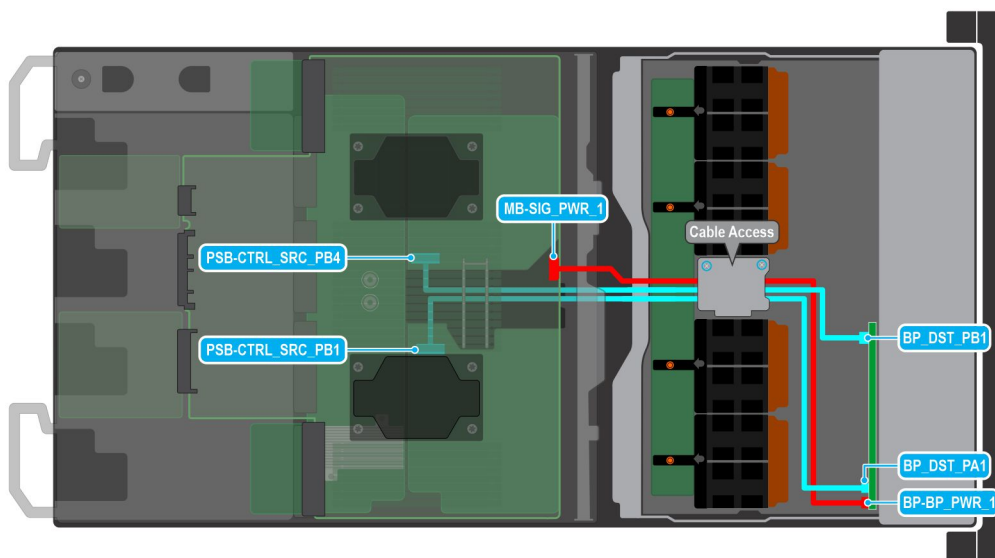 MB-SIG_PWR_1
Cable Access
PSB-CTRL_SRC_PB4
PSB-CTRL_SRC_PB1
BP_DST_PB1
BP_DST_PA1
BP-BP_PWR_1